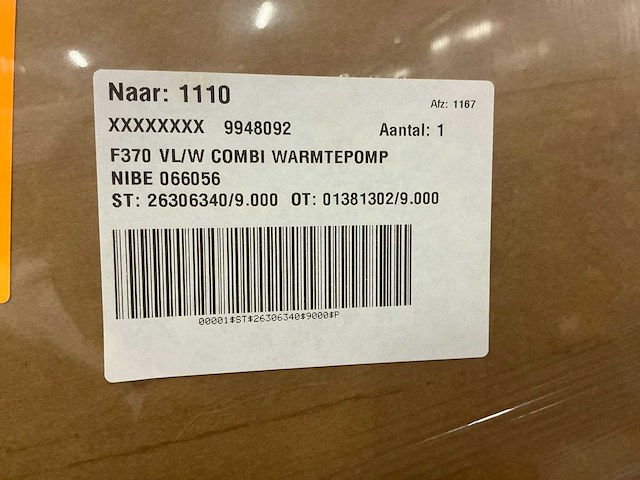 Naar: 1110
Afz: 1167
XXXXXXXX 9948092 Aantal: 1
F370 VL/W COMBI WARMTEPOMP
NIBE 066056
ST: 26306340/9.000 OT: 01381302/9.000
00001$ST$26306340$9000$P